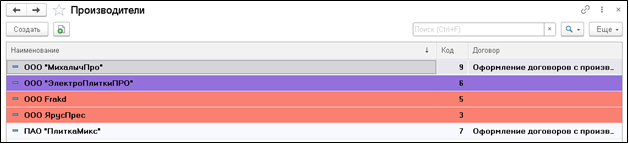 Производители
Создать
Поиск (Ctrl+F)
Еще
Наименование
Код
Договор
ООО "МихалычПро"
9
Оформление договоров с произв...
ООО "ЭлектроПлиткиПРО"
6
ООО Frakd
5
ООО ЯрусПрес
3
ПАО "ПлиткаМикс"
7
Оформление договоров с произв...